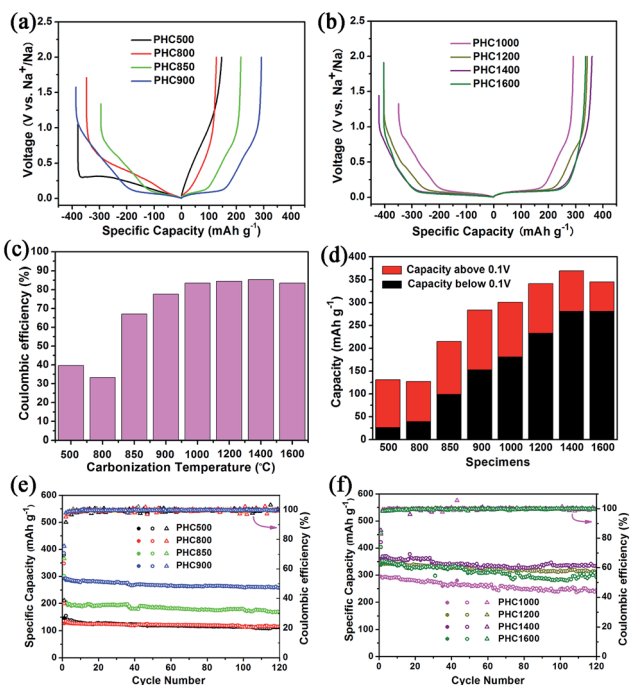 (a)
PHC500
PHC800
PHC850
PHC900
Voltage (V vs. Na+/Na)
2.0
1.5
1.0
0.5
0.0
-400 -300 -200 -100 0 100 200 300 400
Specific Capacity (mAh g-1)
(b)
PHC1000
PHC1200
PHC1400
PHC1600
Voltage (V vs. Na+/Na)
2.0
1.5
1.0
0.5
0.0
-400 -300 -200 -100 0 100 200 300 400
Specific Capacity (mAh g-1)
(c)
Coulombic efficiency (%)
100
90
80
70
60
50
40
30
20
10
0
500 800 850 900 1000 1200 1400 1600
Carbonization Temperature (°C)
(d)
Capacity above 0.1V
Capacity below 0.1V
Capacity (mAh g-1)
400
350
300
250
200
150
100
50
0
500 800 850 900 1000 1200 1400 1600
Specimens
(e)
Specific Capacity (mAh g-1)
600
500
400
300
200
100
0
PHC500
PHC800
PHC850
PHC900
100
80
60
40
20
0
Coulombic efficiency (%)
0 20 40 60 80 100 120
Cycle Number
(f)
Specific Capacity (mAh g-1)
600
500
400
300
200
100
0
PHC1000
PHC1200
PHC1400
PHC1600
100
80
60
40
20
0
Coulombic efficiency (%)
0 20 40 60 80 100 120
Cycle Number